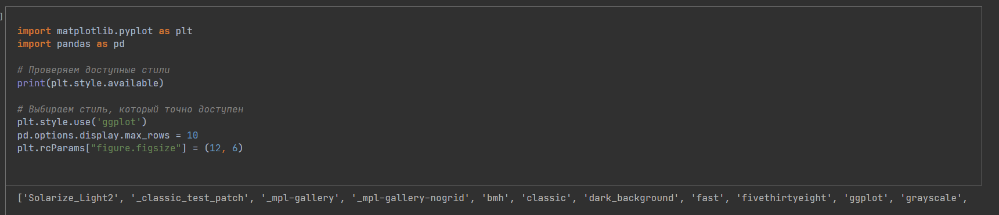 ]
import matplotlib.pyplot as plt
import pandas as pd
# Проверяем доступные стили
print(plt.style.available)
# Выбираем стиль, который точно доступен
plt.style.use('ggplot')
pd.options.display.max_rows = 10
plt.rcParams["figure.figsize"] = (12, 6)
['Solarize_Light2', '_classic_test_patch', '_mpl-gallery', '_mpl-gallery-nogrid', 'bmh', 'classic', 'dark_background', 'fast', 'fivethirtyeight', 'ggplot', 'grayscale',